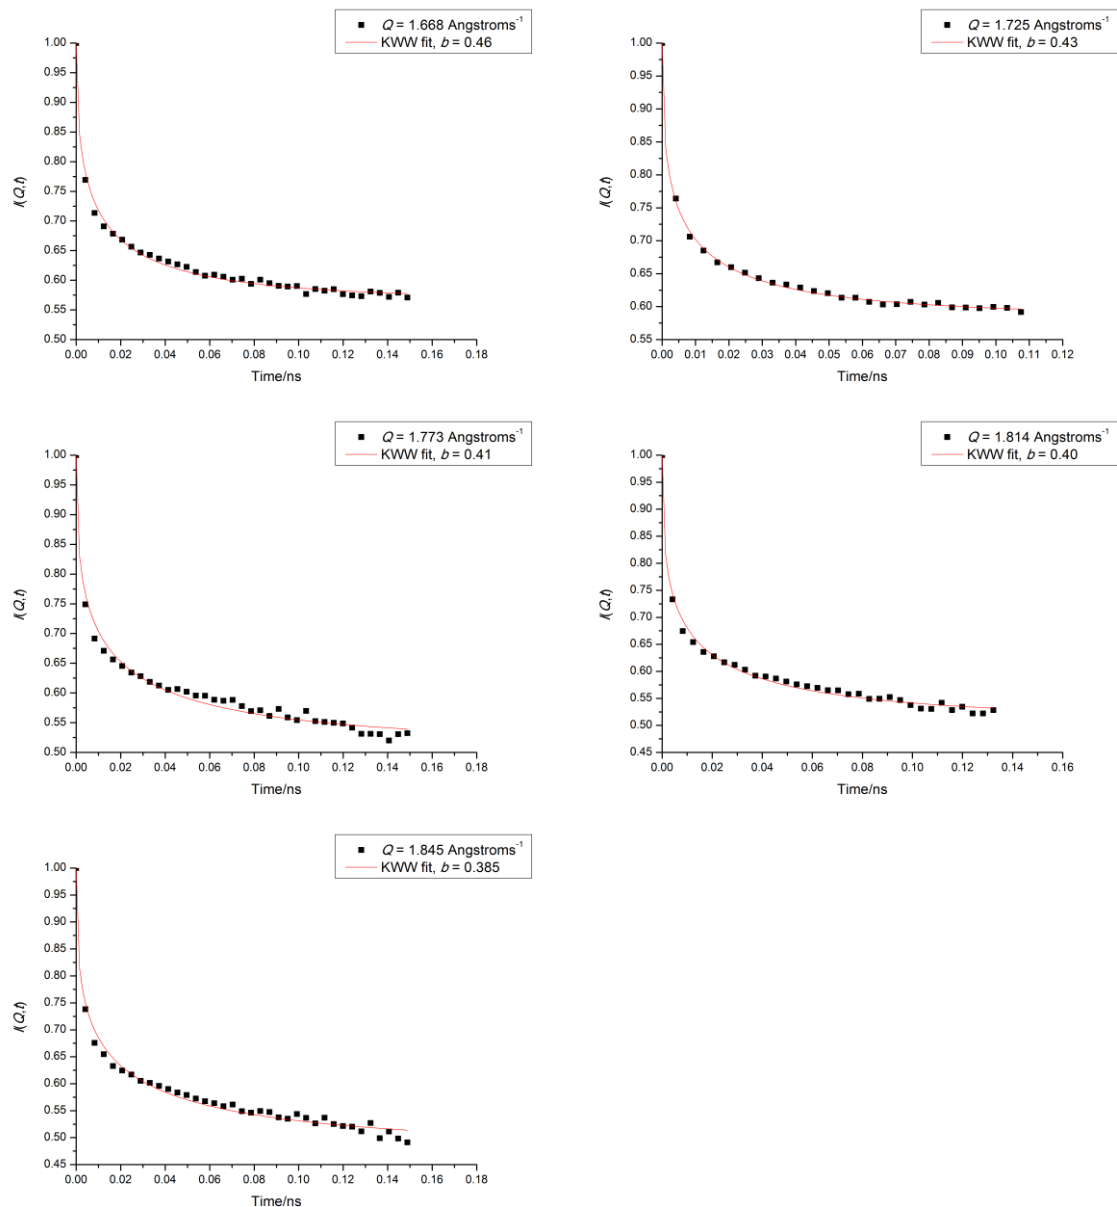 Q = 1.668 Angstroms⁻¹
KWW fit, b = 0.46
1.00
0.95
0.90
0.85
0.80
0.75
0.70
0.65
0.60
0.55
0.50
I(Q,t)
0.00 0.02 0.04 0.06 0.08 0.10 0.12 0.14 0.16 0.18
Time/ns
Q = 1.725 Angstroms⁻¹
KWW fit, b = 0.43
1.00
0.95
0.90
0.85
0.80
0.75
0.70
0.65
0.60
0.55
I(Q,t)
0.00 0.01 0.02 0.03 0.04 0.05 0.06 0.07 0.08 0.09 0.10 0.11 0.12
Time/ns
Q = 1.773 Angstroms⁻¹
KWW fit, b = 0.41
1.00
0.95
0.90
0.85
0.80
0.75
0.70
0.65
0.60
0.55
0.50
I(Q,t)
0.00 0.02 0.04 0.06 0.08 0.10 0.12 0.14 0.16 0.18
Time/ns
Q = 1.814 Angstroms⁻¹
KWW fit, b = 0.40
1.00
0.95
0.90
0.85
0.80
0.75
0.70
0.65
0.60
0.55
0.50
0.45
I(Q,t)
0.00 0.02 0.04 0.06 0.08 0.10 0.12 0.14 0.16
Time/ns
Q = 1.845 Angstroms⁻¹
KWW fit, b = 0.385
1.00
0.95
0.90
0.85
0.80
0.75
0.70
0.65
0.60
0.55
0.50
0.45
I(Q,t)
0.00 0.02 0.04 0.06 0.08 0.10 0.12 0.14 0.16 0.18
Time/ns